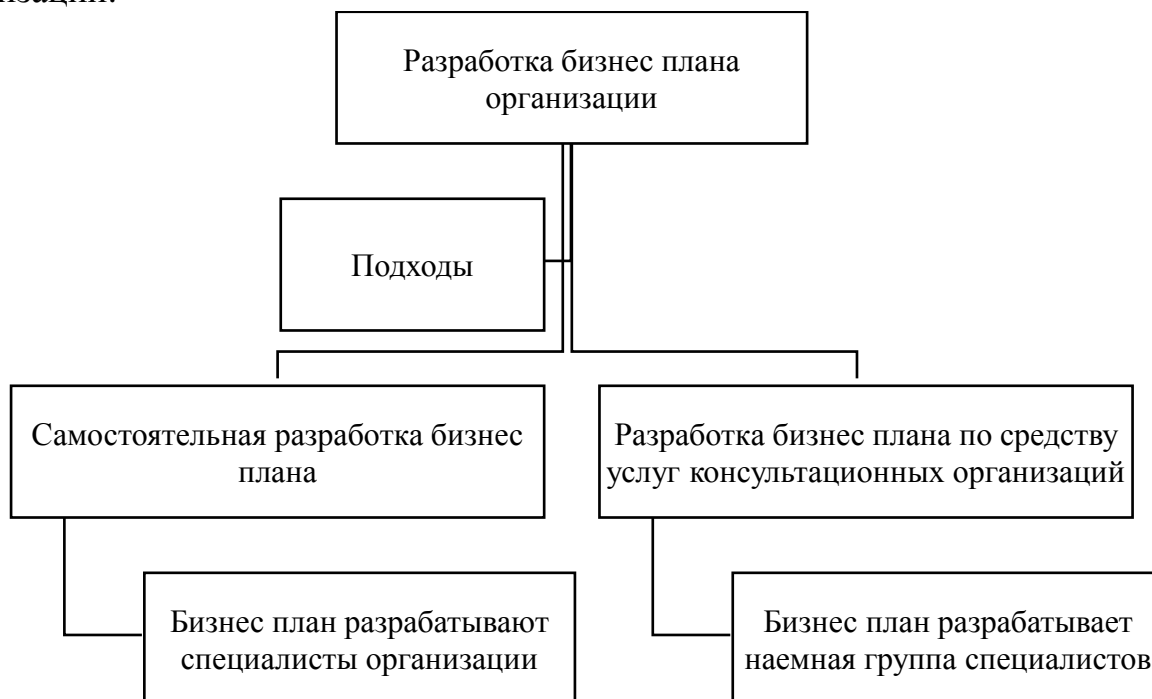 Разработка бизнес плана
организации
Подходы
Самостоятельная разработка бизнес
плана
Разработка бизнес плана по средству
услуг консультационных организаций
Бизнес план разрабатывают
специалисты организации
Бизнес план разрабатывает
наемная группа специалистов